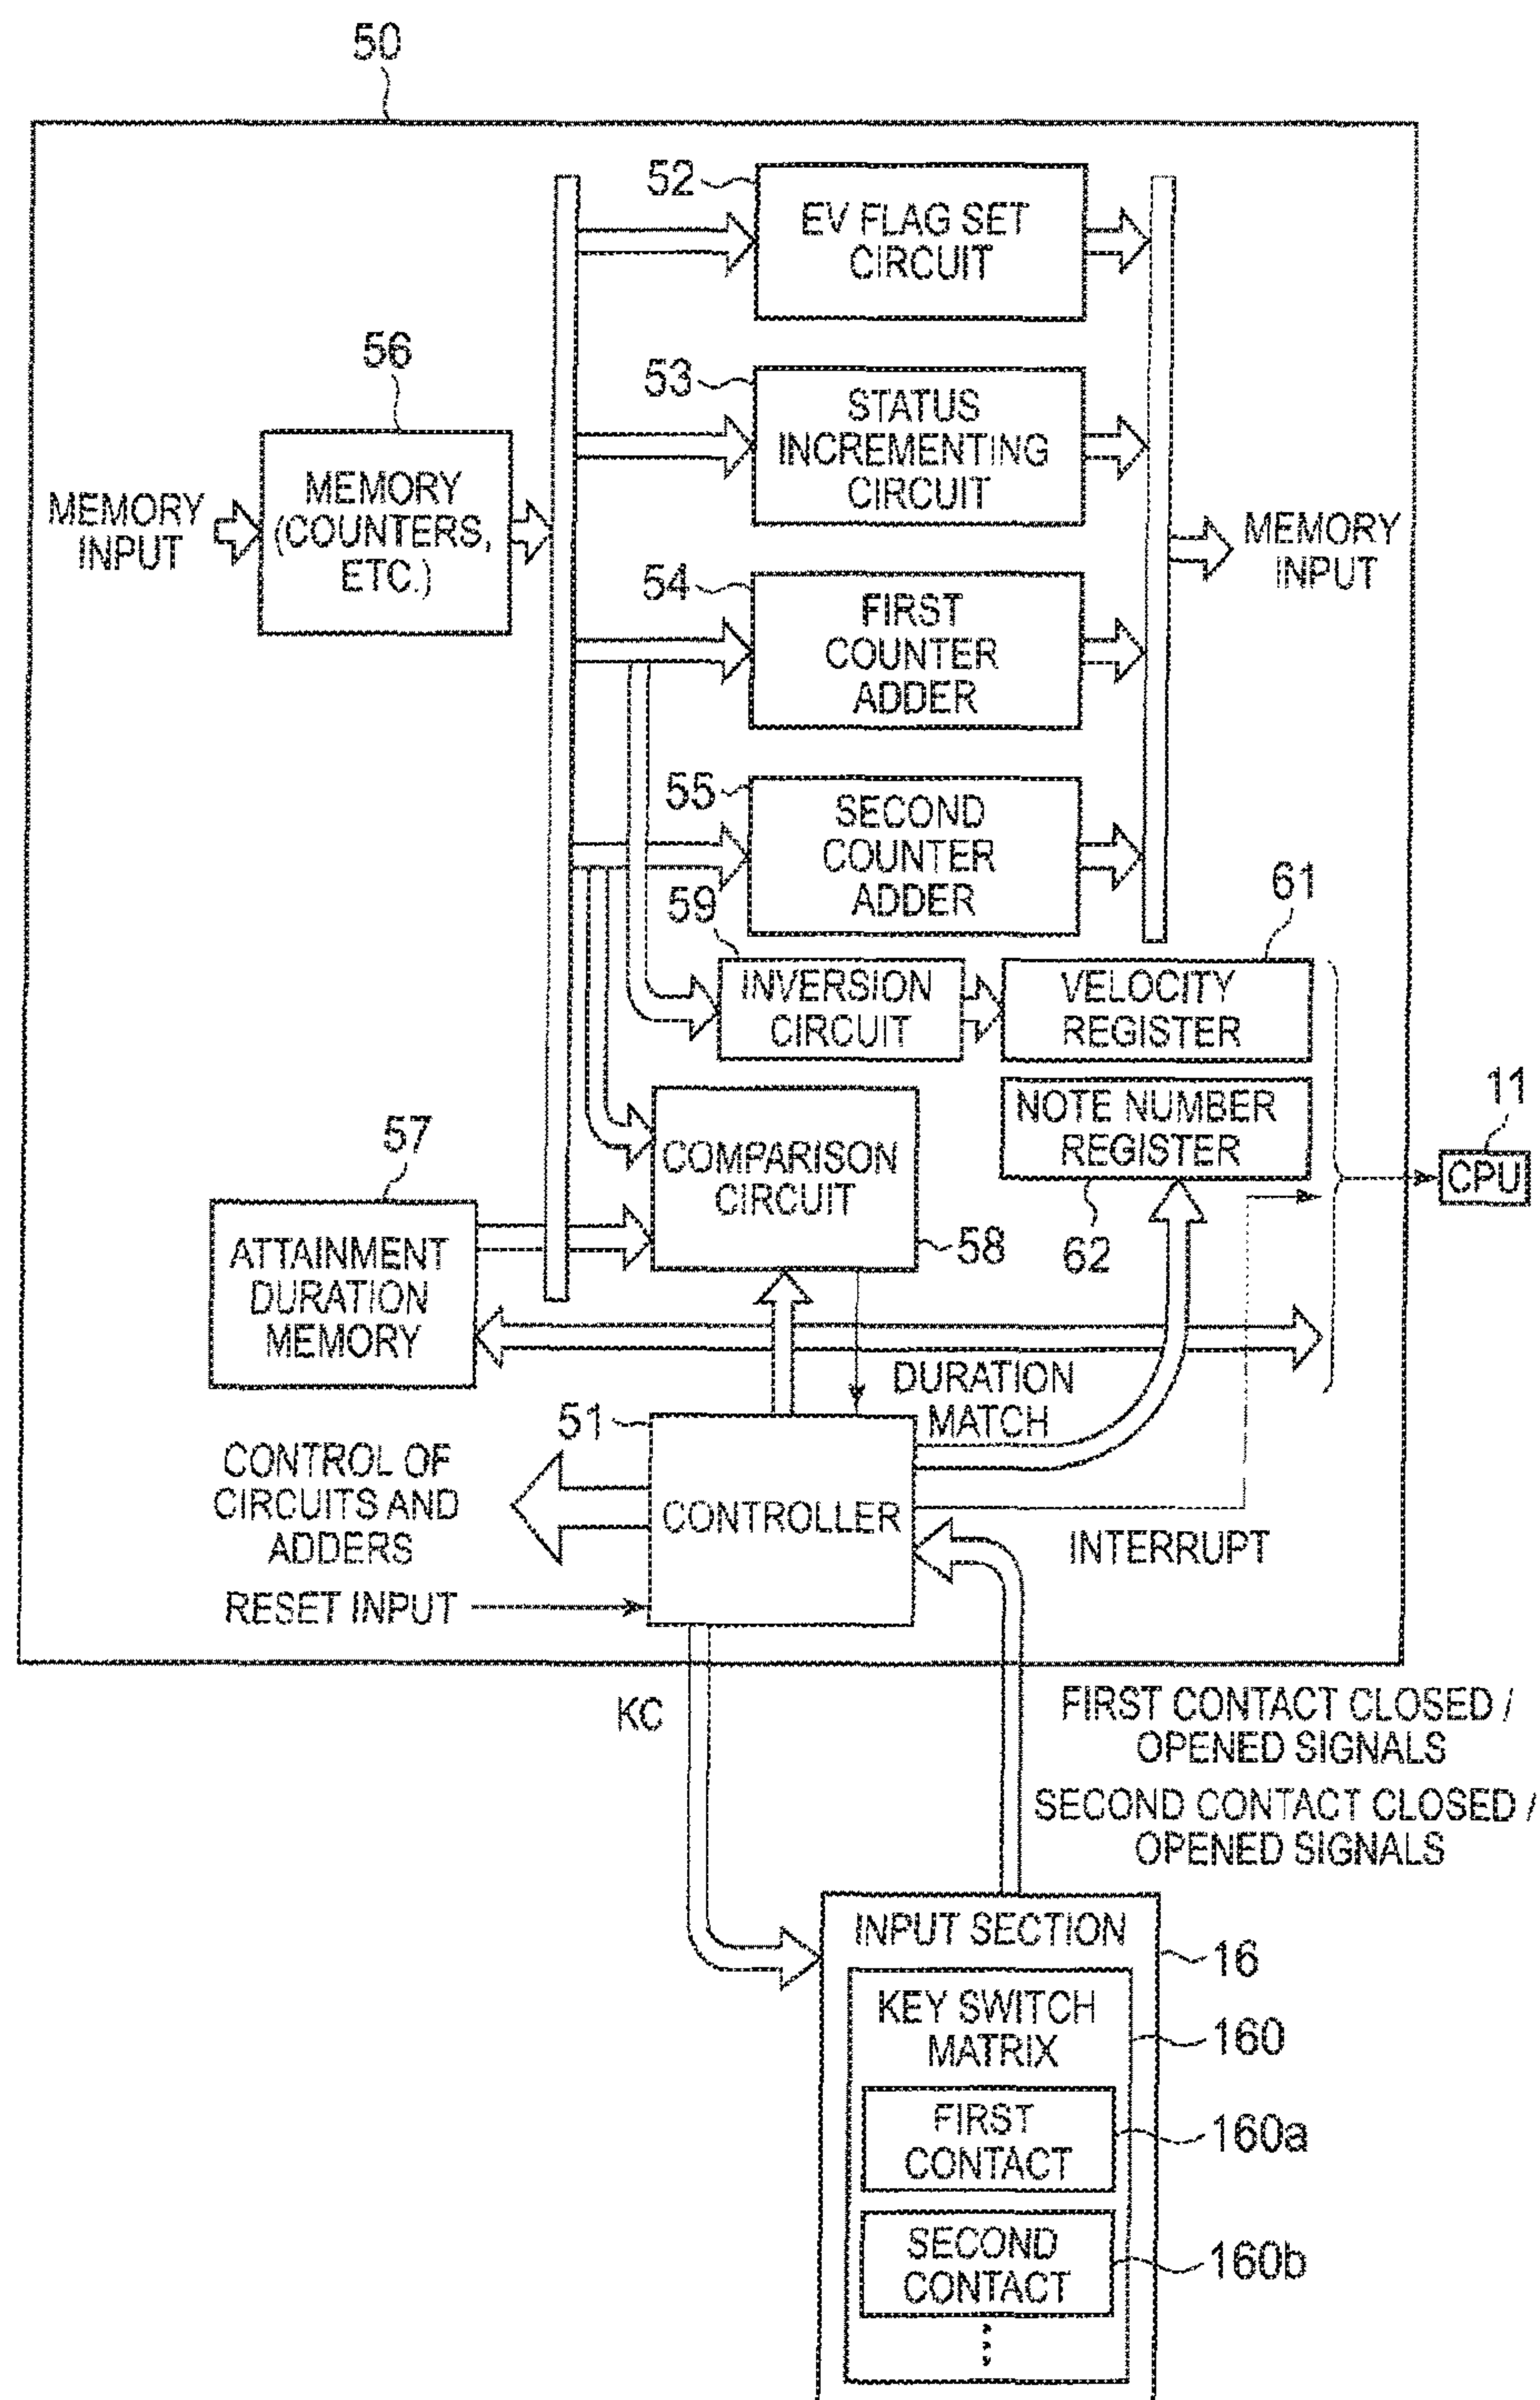 50
52
EV FLAG SET
CIRCUIT
56
53
STATUS
INCREMENTING
CIRCUIT
MEMORY
INPUT
MEMORY
(COUNTERS,
ETC.)
MEMORY
INPUT
54
FIRST
COUNTER
ADDER
55
SECOND
COUNTER
ADDER
59
61
INVERSION
CIRCUIT
VELOCITY
REGISTER
NOTE NUMBER
REGISTER
11
CPU
57
COMPARISON
CIRCUIT
58
62
ATTAINMENT
DURATION
MEMORY
DURATION
MATCH
51
CONTROL OF
CIRCUITS AND
ADDERS
CONTROLLER
INTERRUPT
RESET INPUT
KC
FIRST CONTACT CLOSED /
OPENED SIGNALS
SECOND CONTACT CLOSED /
OPENED SIGNALS
INPUT SECTION
16
KEY SWITCH
MATRIX
160
FIRST
CONTACT
160a
SECOND
CONTACT
160b